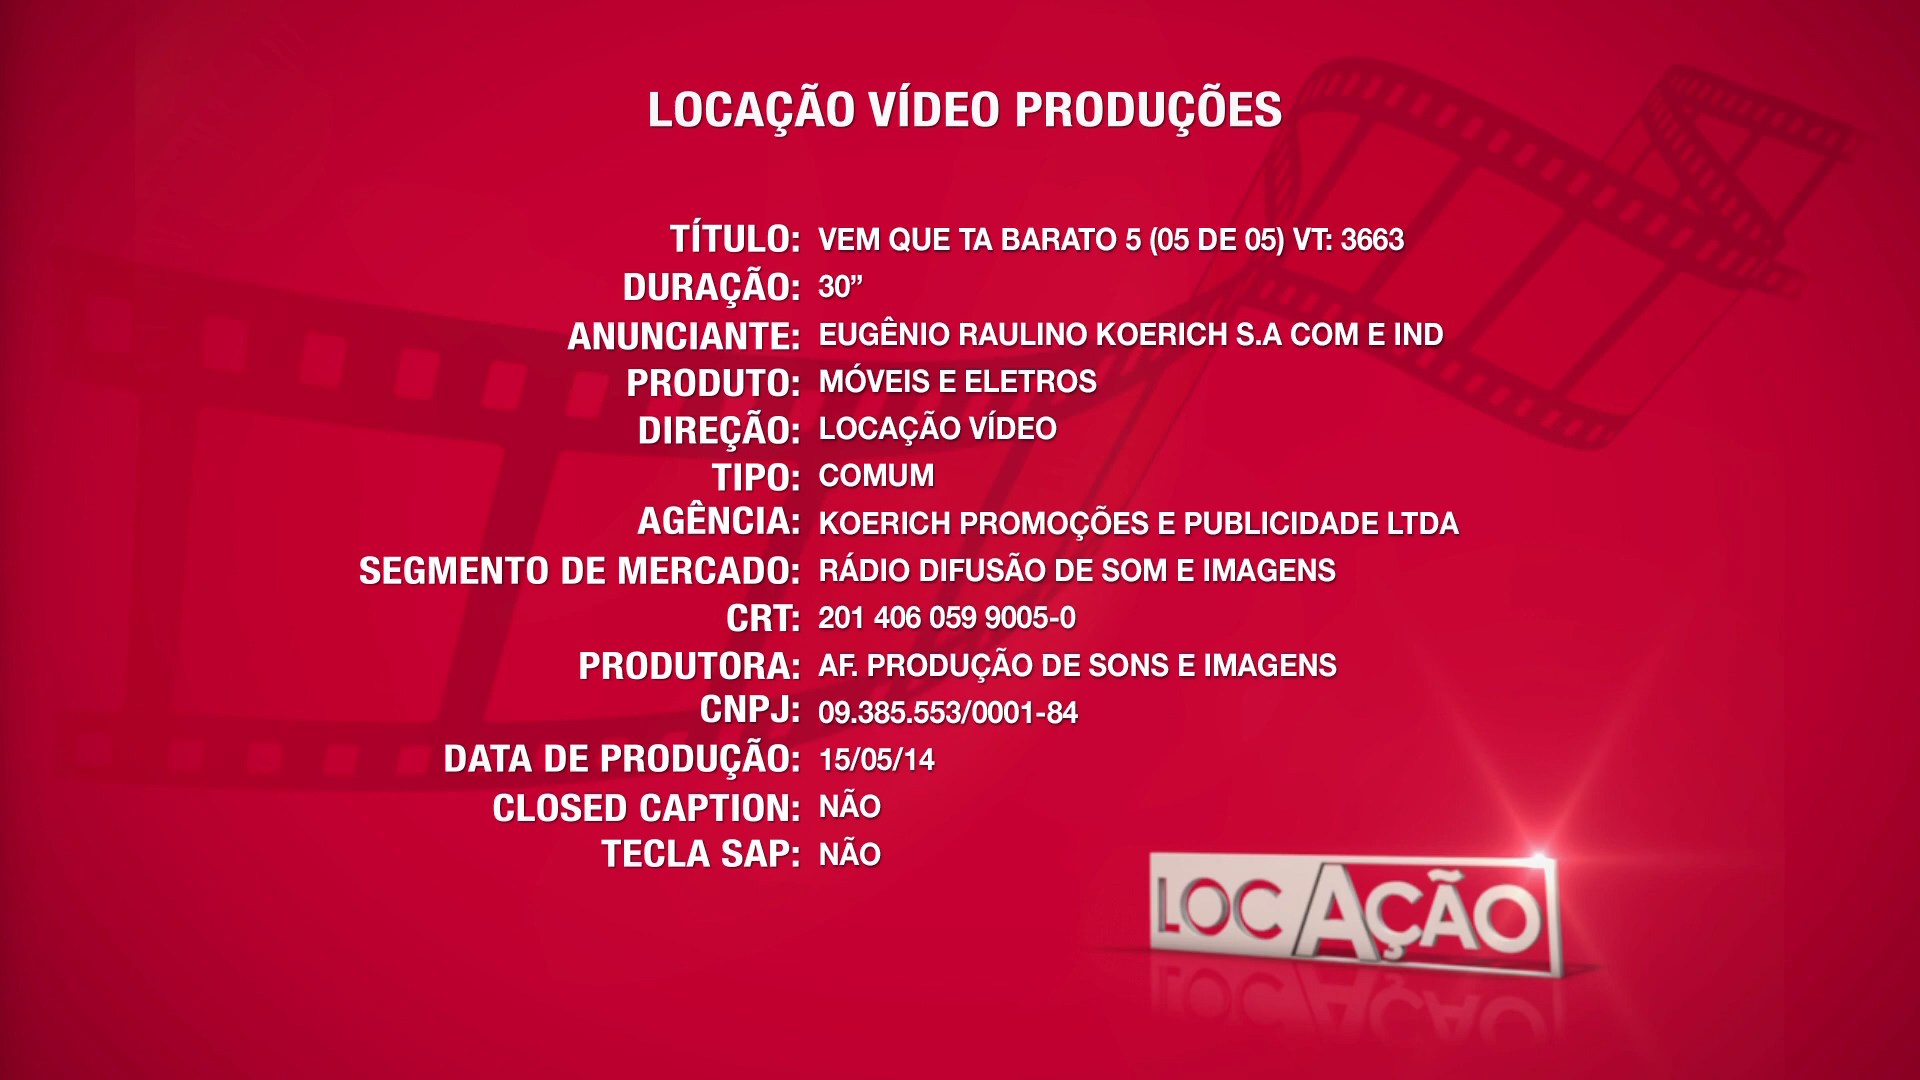 LOCAÇÃO VÍDEO PRODUÇÕES
TÍTULO: VEM QUE TA BARATO 5 (05 DE 05) VT: 3663
DURAÇÃO: 30”
ANUNCIANTE: EUGÊNIO RAULINO KOERICH S.A COM E IND
PRODUTO: MÓVEIS E ELETROS
DIREÇÃO: LOCAÇÃO VÍDEO
TIPO: COMUM
AGÊNCIA: KOERICH PROMOÇÕES E PUBLICIDADE LTDA
SEGMENTO DE MERCADO: RÁDIO DIFUSÃO DE SOM E IMAGENS
CRT: 201 406 059 9005-0
PRODUTORA: AF. PRODUÇÃO DE SONS E IMAGENS
CNPJ: 09.385.553/0001-84
DATA DE PRODUÇÃO: 15/05/14
CLOSED CAPTION: NÃO
TECLA SAP: NÃO
LOCAÇÃO